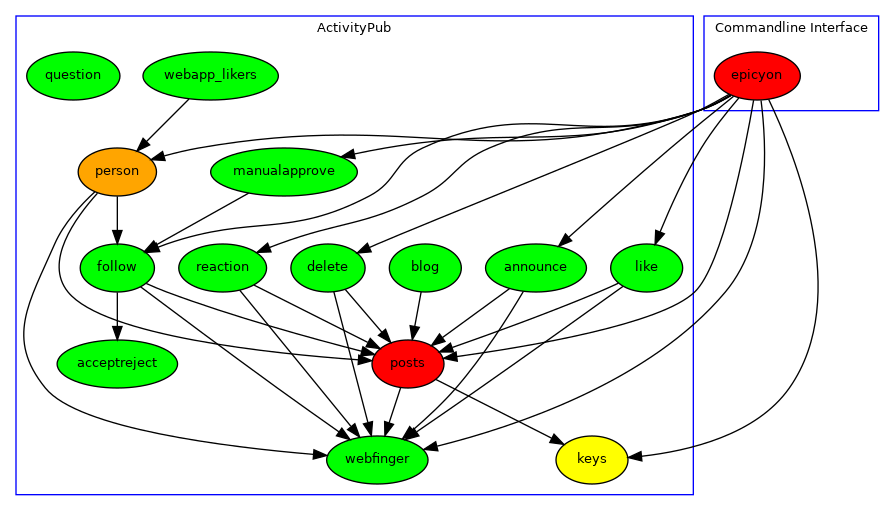 ActivityPub
Commandline Interface
question
webapp_likers
epicyon
person
manualapprove
follow
reaction
delete
blog
announce
like
acceptreject
posts
webfinger
keys